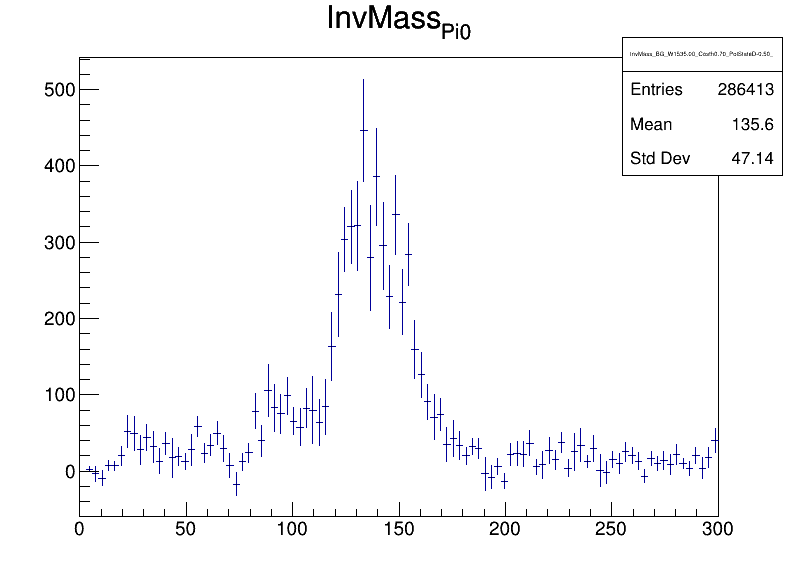 InvMass_Pi0
InvMass_BG_W1535.00_Costh0.70_PolStateD-0.50_
Entries 286413
Mean 135.6
Std Dev 47.14
500
400
300
200
100
0
0 50 100 150 200 250 300